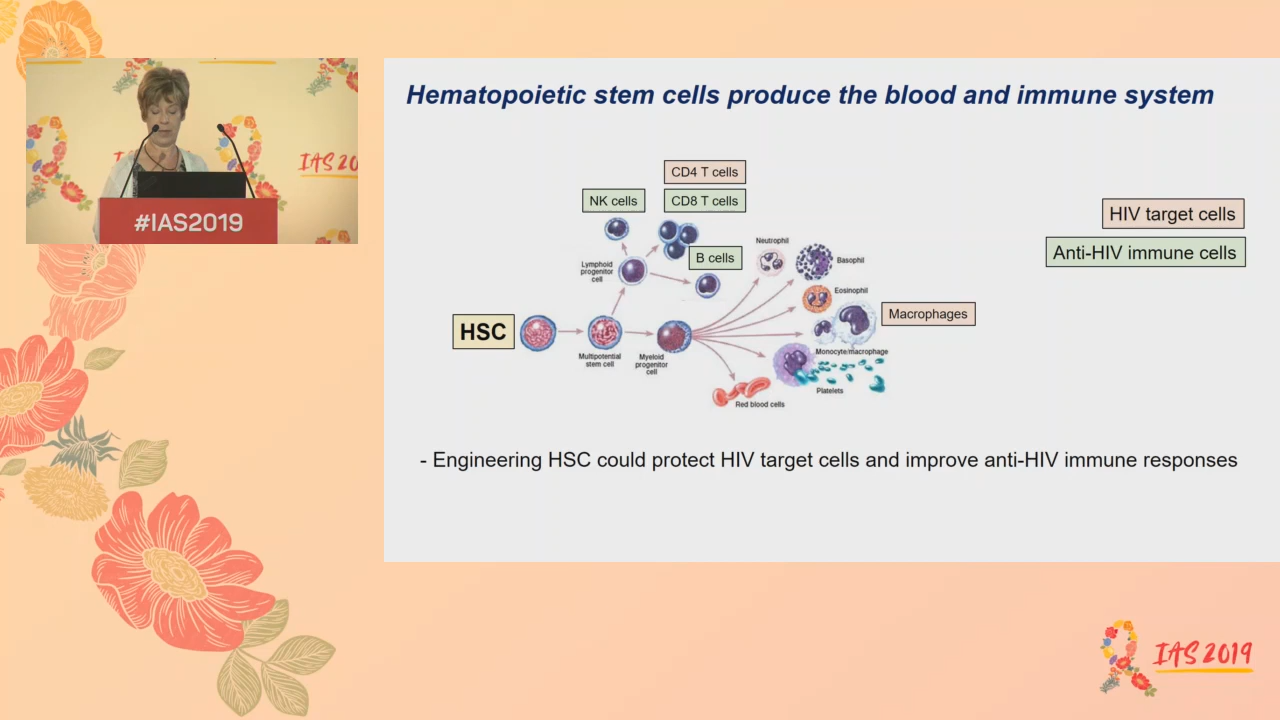 Hematopoietic stem cells produce the blood and immune system
CD4 T cells
NK cells
CD8 T cells
HIV target cells
Anti-HIV immune cells
B cells
Neutrophil
Basophil
Lymphoid
progenitor
cell
Eosinophil
Macrophages
HSC
Multipotential
stem cell
Myeloid
progenitor
cell
Monocyte/macrophage
Platelets
Red blood cells
- Engineering HSC could protect HIV target cells and improve anti-HIV immune responses
IAS 20
#IAS2019
IAS 2019